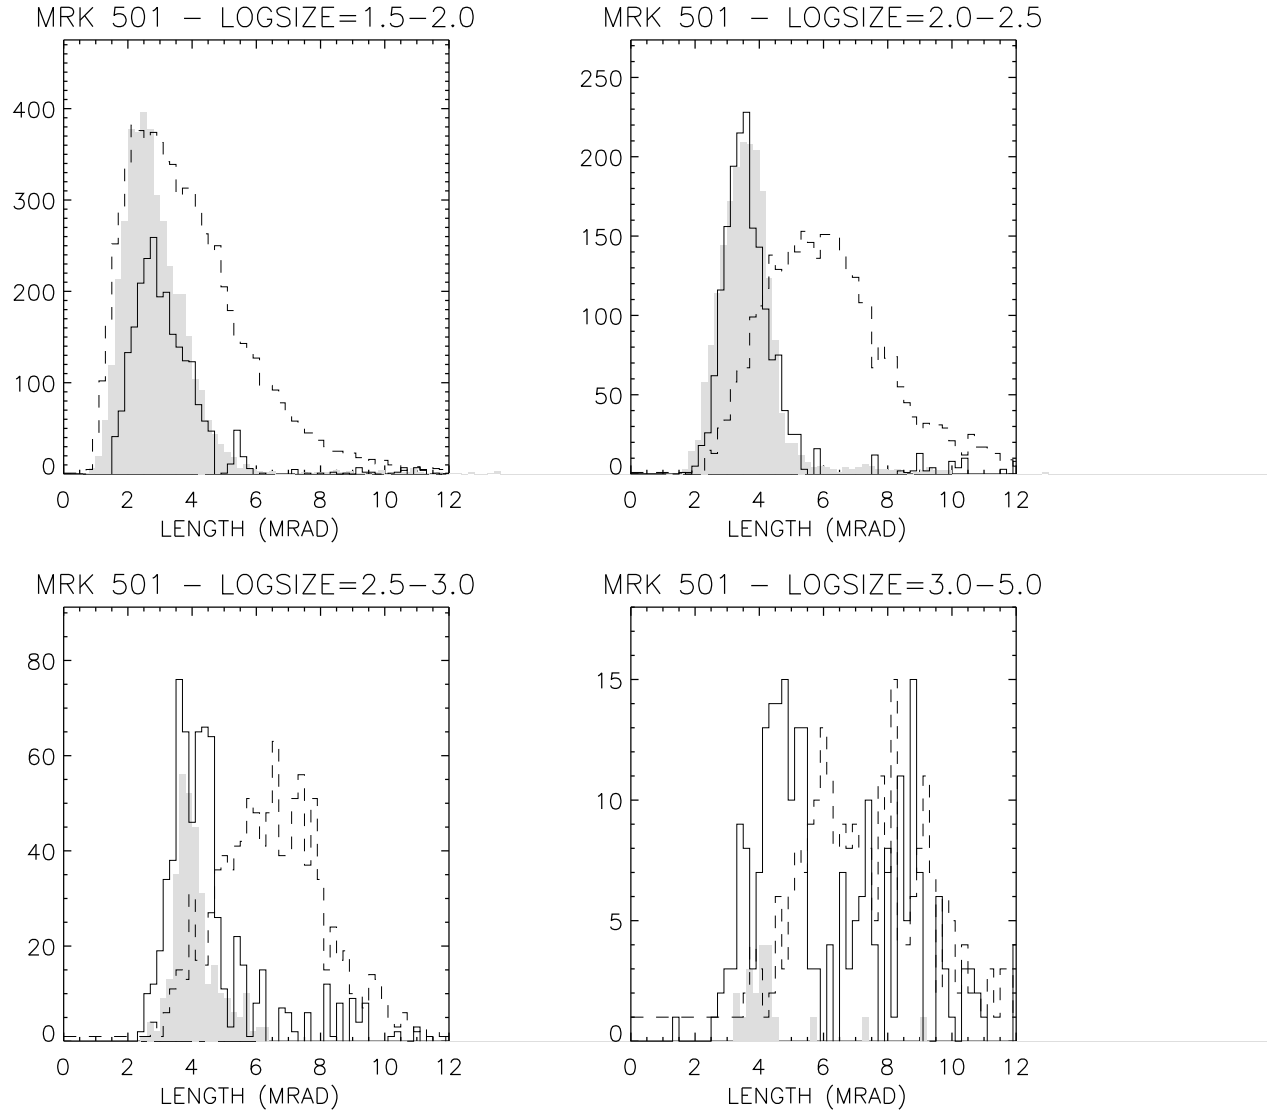 MRK 501 − LOGSIZE=1.5−2.0
400
300
200
100
0
0 2 4 6 8 10 12
LENGTH (MRAD)
MRK 501 − LOGSIZE=2.0−2.5
250
200
150
100
50
0
0 2 4 6 8 10 12
LENGTH (MRAD)
MRK 501 − LOGSIZE=2.5−3.0
80
60
40
20
0
0 2 4 6 8 10 12
LENGTH (MRAD)
MRK 501 − LOGSIZE=3.0−5.0
15
10
5
0
0 2 4 6 8 10 12
LENGTH (MRAD)